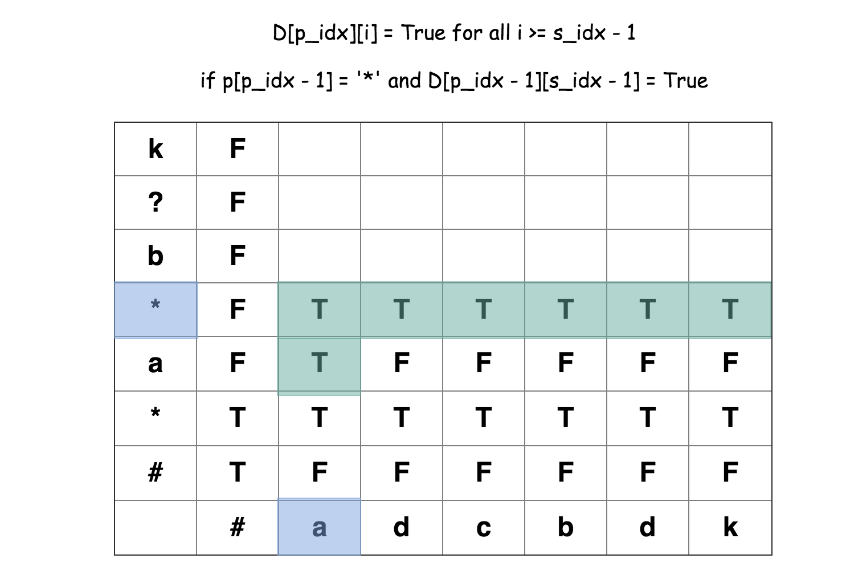 D[p_idx][i] = True for all i >= s_idx - 1
if p[p_idx - 1] = '*' and D[p_idx - 1][s_idx - 1] = True
k F
? F
b F
* F T T T T T T
a F T F F F F F
* T T T T T T T
# T F F F F F F
# a d c b d k